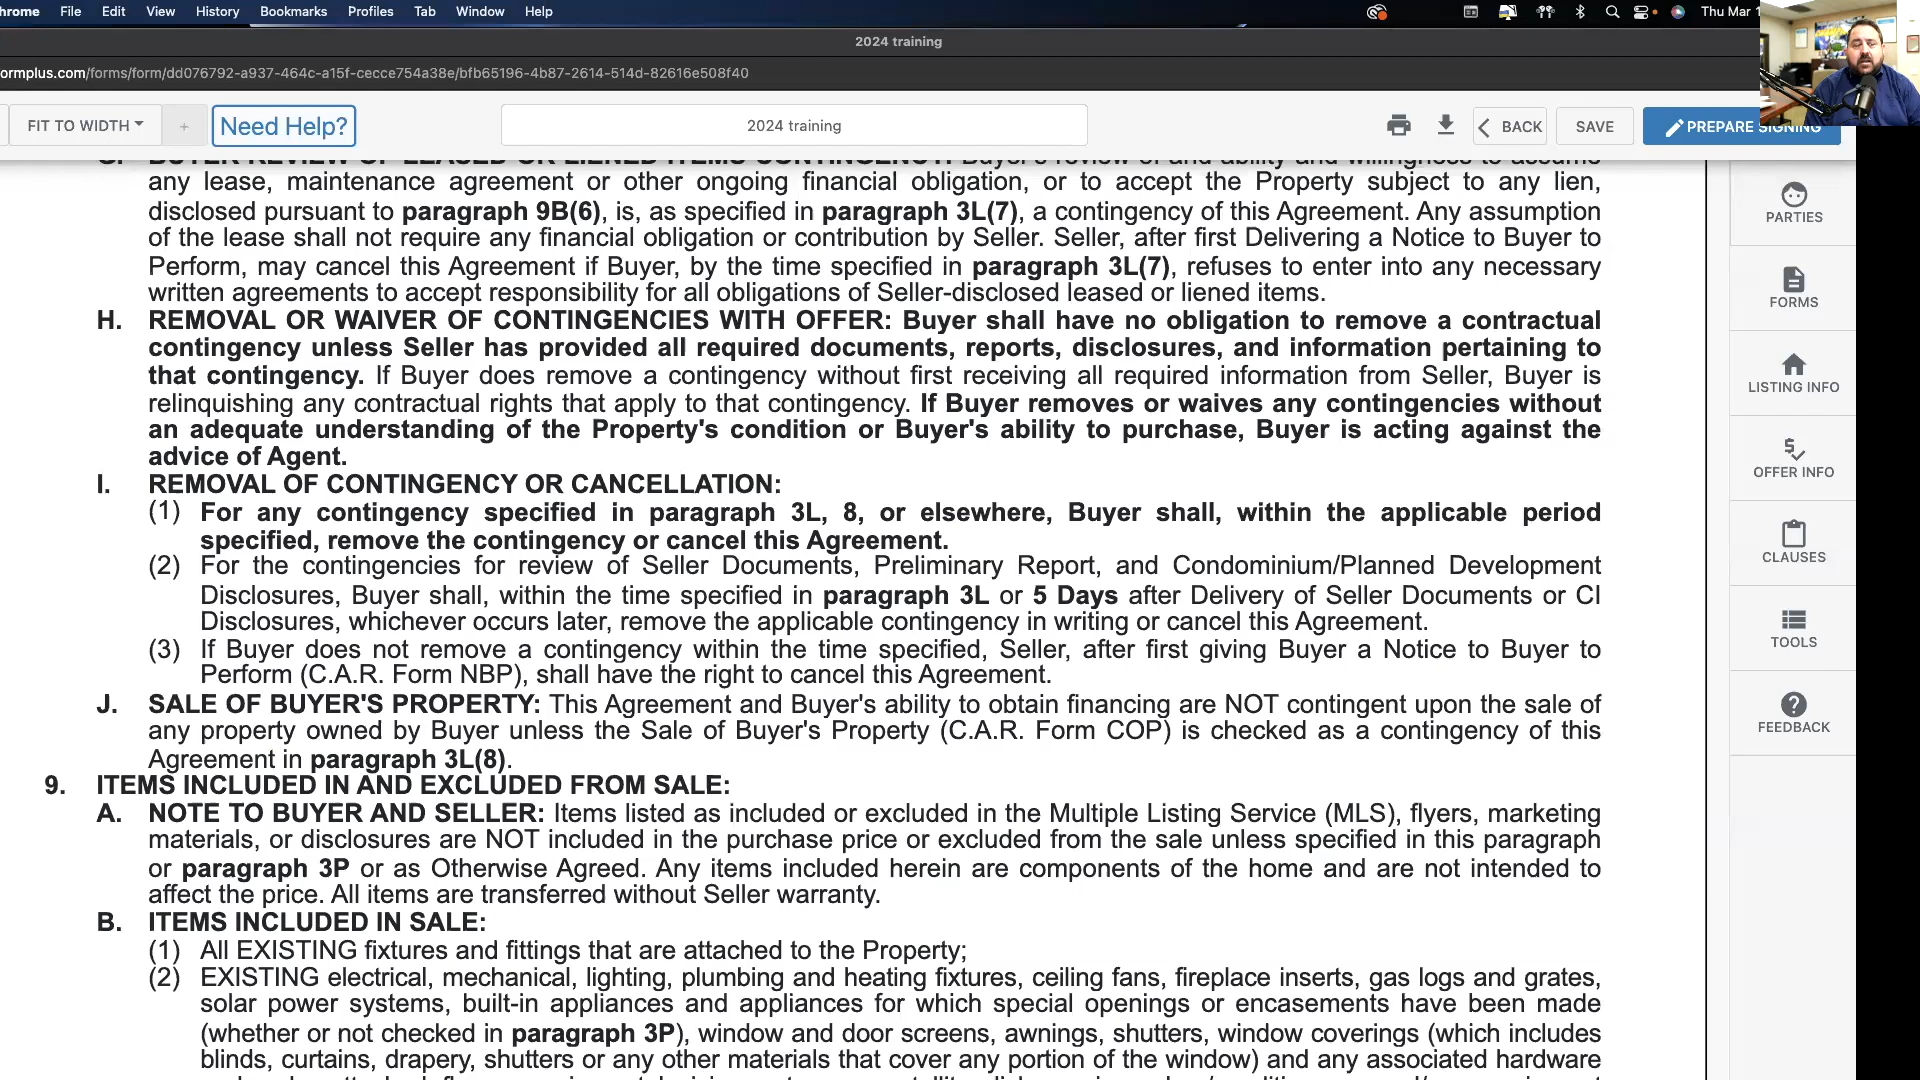 hrome File Edit View History Bookmarks Profiles Tab Window Help Thu Mar 1
2024 training
ormplus.com/forms/form/dd076792-a937-464c-a15f-cecce754a38e/bfb65196-4b87-2614-514d-82616e508f40
FIT TO WIDTH + Need Help? 2024 training BACK SAVE PREPARE SIGNING
BUYER REVIEW OF LEASED OR LIENED ITEMS CONTINGENCY: Buyer's review of and ability and willingness to assume
any lease, maintenance agreement or other ongoing financial obligation, or to accept the Property subject to any lien,
disclosed pursuant to paragraph 9B(6), is, as specified in paragraph 3L(7), a contingency of this Agreement. Any assumption
of the lease shall not require any financial obligation or contribution by Seller. Seller, after first Delivering a Notice to Buyer to
Perform, may cancel this Agreement if Buyer, by the time specified in paragraph 3L(7), refuses to enter into any necessary
written agreements to accept responsibility for all obligations of Seller-disclosed leased or liened items.
H. REMOVAL OR WAIVER OF CONTINGENCIES WITH OFFER: Buyer shall have no obligation to remove a contractual
contingency unless Seller has provided all required documents, reports, disclosures, and information pertaining to
that contingency. If Buyer does remove a contingency without first receiving all required information from Seller, Buyer is
relinquishing any contractual rights that apply to that contingency. If Buyer removes or waives any contingencies without
an adequate understanding of the Property's condition or Buyer's ability to purchase, Buyer is acting against the
advice of Agent.
I. REMOVAL OF CONTINGENCY OR CANCELLATION:
(1) For any contingency specified in paragraph 3L, 8, or elsewhere, Buyer shall, within the applicable period
specified, remove the contingency or cancel this Agreement.
(2) For the contingencies for review of Seller Documents, Preliminary Report, and Condominium/Planned Development
Disclosures, Buyer shall, within the time specified in paragraph 3L or 5 Days after Delivery of Seller Documents or CI
Disclosures, whichever occurs later, remove the applicable contingency in writing or cancel this Agreement.
(3) If Buyer does not remove a contingency within the time specified, Seller, after first giving Buyer a Notice to Buyer to
Perform (C.A.R. Form NBP), shall have the right to cancel this Agreement.
J. SALE OF BUYER'S PROPERTY: This Agreement and Buyer's ability to obtain financing are NOT contingent upon the sale of
any property owned by Buyer unless the Sale of Buyer's Property (C.A.R. Form COP) is checked as a contingency of this
Agreement in paragraph 3L(8).
9. ITEMS INCLUDED IN AND EXCLUDED FROM SALE:
A. NOTE TO BUYER AND SELLER: Items listed as included or excluded in the Multiple Listing Service (MLS), flyers, marketing
materials, or disclosures are NOT included in the purchase price or excluded from the sale unless specified in this paragraph
or paragraph 3P or as Otherwise Agreed. Any items included herein are components of the home and are not intended to
affect the price. All items are transferred without Seller warranty.
B. ITEMS INCLUDED IN SALE:
(1) All EXISTING fixtures and fittings that are attached to the Property;
(2) EXISTING electrical, mechanical, lighting, plumbing and heating fixtures, ceiling fans, fireplace inserts, gas logs and grates,
solar power systems, built-in appliances and appliances for which special openings or encasements have been made
(whether or not checked in paragraph 3P), window and door screens, awnings, shutters, window coverings (which includes
blinds, curtains, drapery, shutters or any other materials that cover any portion of the window) and any associated hardware
PARTIES
FORMS
LISTING INFO
OFFER INFO
CLAUSES
TOOLS
FEEDBACK